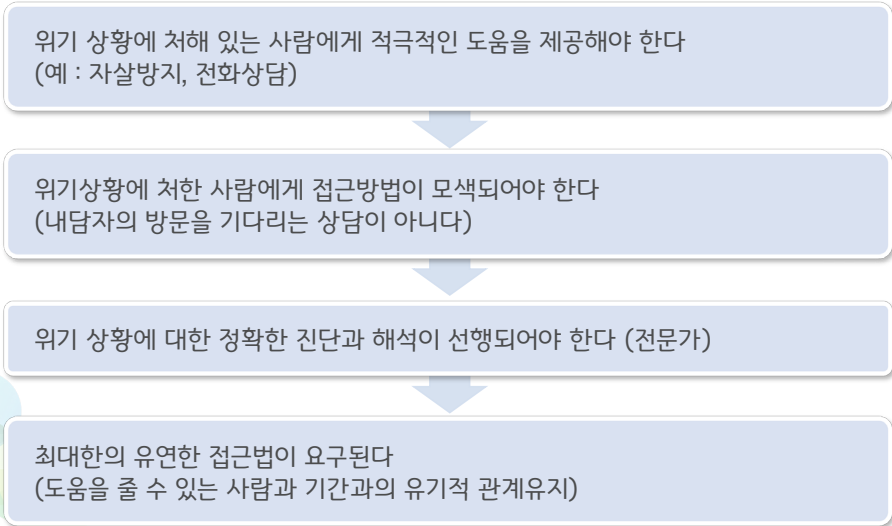 위기 상황에 처해 있는 사람에게 적극적인 도움을 제공해야 한다
(예 : 자살방지, 전화상담)
위기상황에 처한 사람에게 접근방법이 모색되어야 한다
(내담자의 방문을 기다리는 상담이 아니다)
위기 상황에 대한 정확한 진단과 해석이 선행되어야 한다 (전문가)
최대한의 유연한 접근법이 요구된다
(도움을 줄 수 있는 사람과 기간과의 유기적 관계유지)